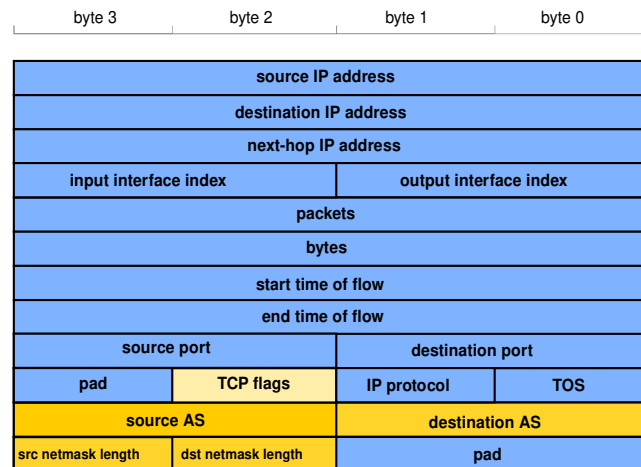 byte 3 byte 2 byte 1 byte 0
source IP address
destination IP address
next-hop IP address
input interface index output interface index
packets
bytes
start time of flow
end time of flow
source port destination port
pad TCP flags IP protocol TOS
source AS destination AS
src netmask length dst netmask length pad